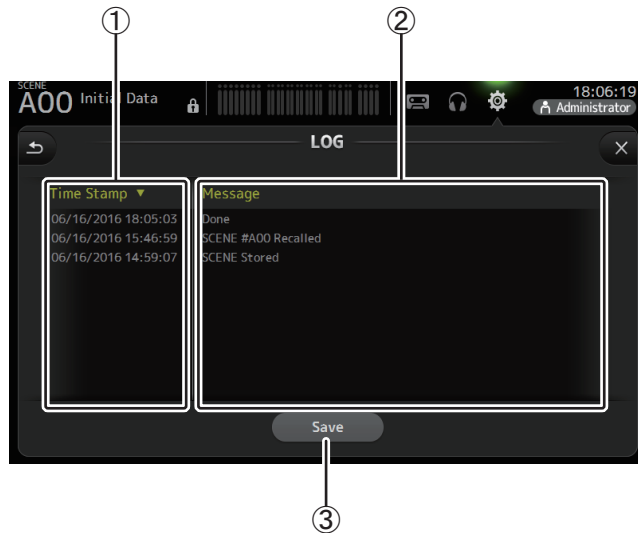 ① ②
SCENE
A00 Initial Data 18:06:19
Administrator
LOG
Time Stamp ▼ Message
06/16/2016 18:05:03 Done
06/16/2016 15:46:59 SCENE #A00 Recalled
06/16/2016 14:59:07 SCENE Stored
Save
③